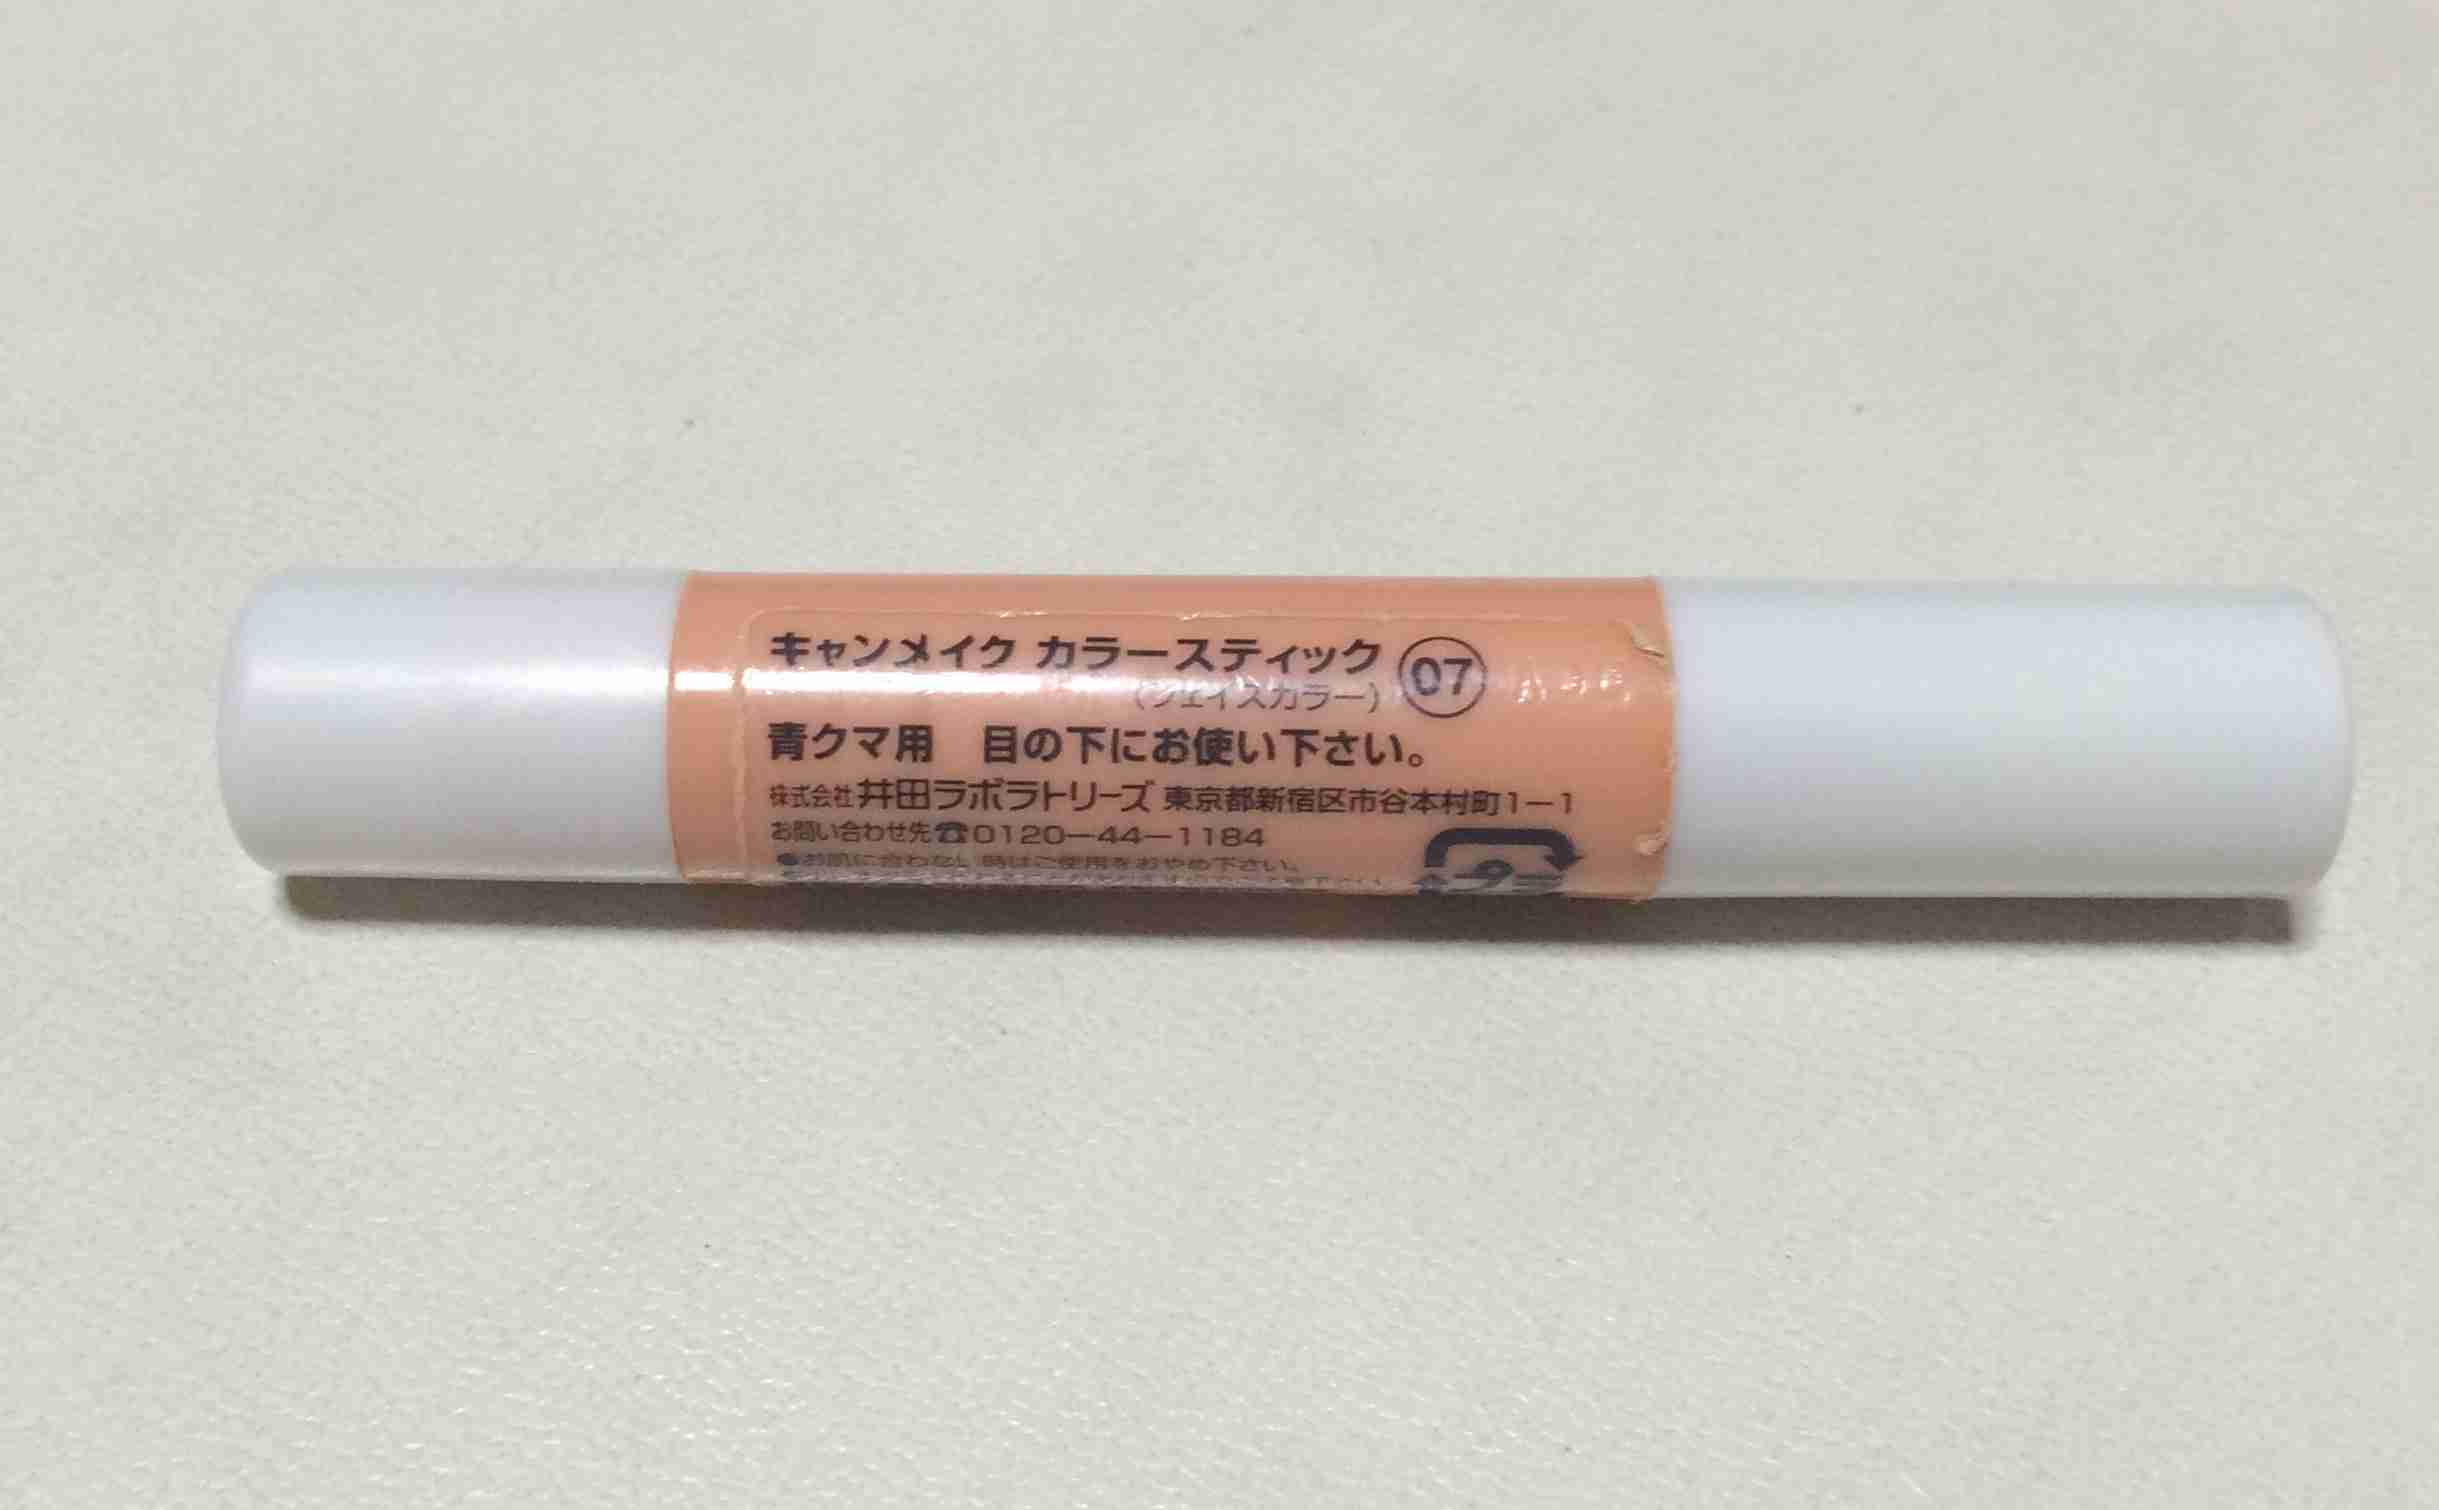 キャンメイク カラースティック 07
(フェイスカラー)
青クマ用 目の下にお使い下さい。
株式会社 井田ラボラトリーズ 東京都新宿区市谷本村町1-1
お問い合わせ先☎0120-44-1184
●お肌に合わない時はご使用をおやめ下さい。